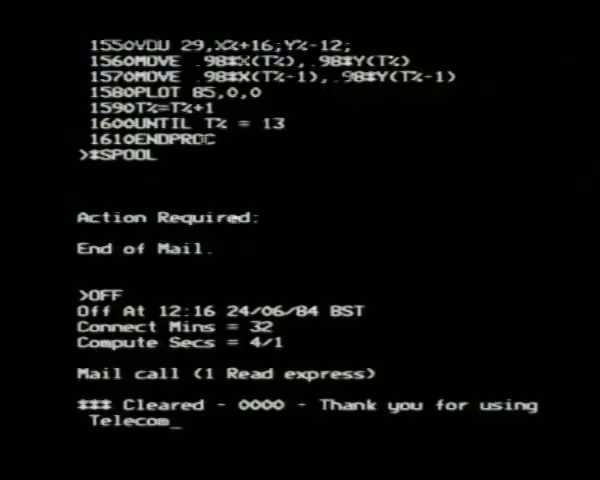 1550VDU 29,X%+16;Y%-12;
1560MOVE .98*X(T%),.98*Y(T%)
1570MOVE .98*X(T%-1),.98*Y(T%-1)
1580PLOT 85,0,0
1590T%=T%+1
1600UNTIL T% = 13
1610ENDPROC
>*SPOOL
Action Required:
End of Mail.
>OFF
Off At 12:16 24/06/84 BST
Connect Mins = 32
Compute Secs = 4/1
Mail call (1 Read express)
*** Cleared - 0000 - Thank you for using
Telecom_